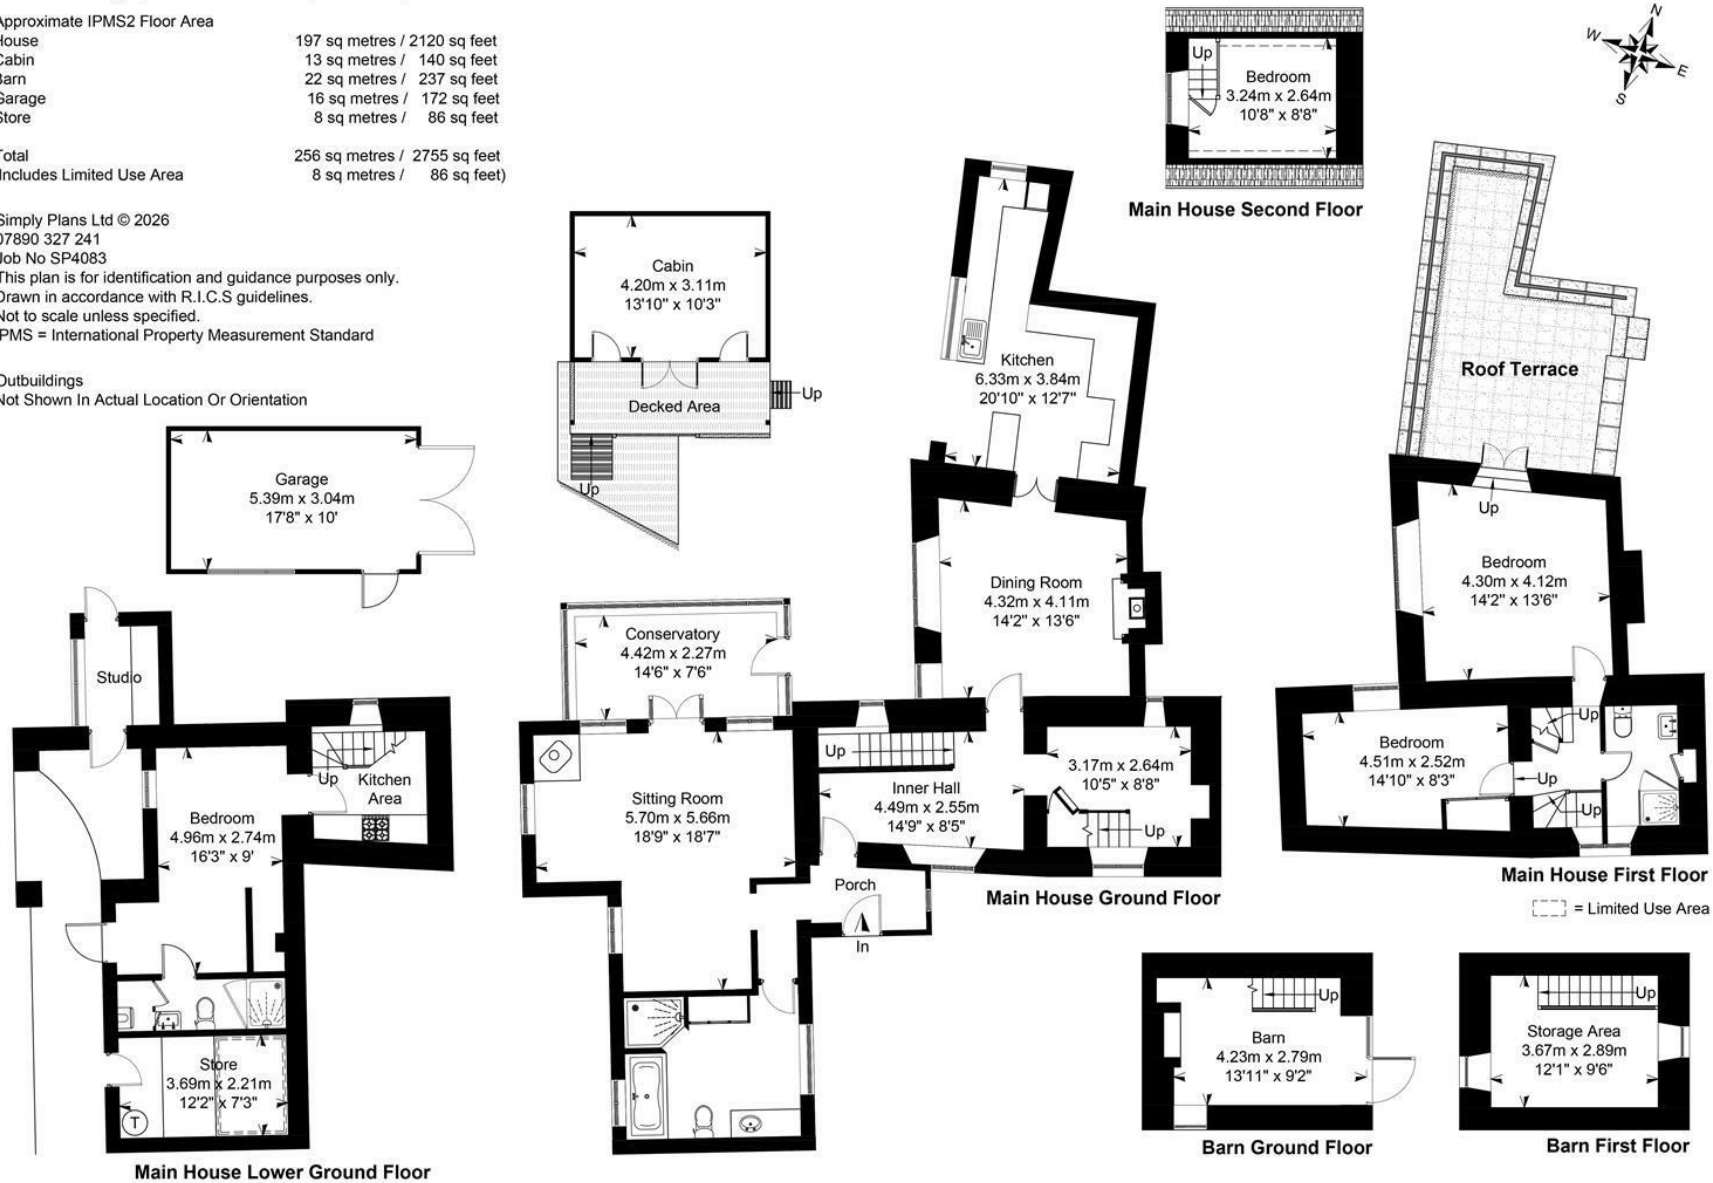 Approximate IPMS2 Floor Area
House 197 sq metres / 2120 sq feet
Cabin 13 sq metres / 140 sq feet
Barn 22 sq metres / 237 sq feet
Garage 16 sq metres / 172 sq feet
Store 8 sq metres / 86 sq feet
Total 256 sq metres / 2755 sq feet
Includes Limited Use Area 8 sq metres / 86 sq feet)
Simply Plans Ltd © 2026
07890 327 241
Job No SP4083
This plan is for identification and guidance purposes only.
Drawn in accordance with R.I.C.S guidelines.
Not to scale unless specified.
IPMS = International Property Measurement Standard
Outbuildings
Not Shown In Actual Location Or Orientation
N
W
E
S
Up
Bedroom
3.24m x 2.64m
10'8" x 8'8"
Main House Second Floor
Cabin
4.20m x 3.11m
13'10" x 10'3"
Decked Area
Up
Up
Garage
5.39m x 3.04m
17'8" x 10'
Kitchen
6.33m x 3.84m
20'10" x 12'7"
Dining Room
4.32m x 4.11m
14'2" x 13'6"
Conservatory
4.42m x 2.27m
14'6" x 7'6"
Sitting Room
5.70m x 5.66m
18'9" x 18'7"
Up
Inner Hall
4.49m x 2.55m
14'9" x 8'5"
3.17m x 2.64m
10'5" x 8'8"
Up
Porch
In
Main House Ground Floor
Studio
Bedroom
4.96m x 2.74m
16'3" x 9'
Up
Kitchen
Area
Store
3.69m x 2.21m
12'2" x 7'3"
T
Main House Lower Ground Floor
Roof Terrace
Up
Bedroom
4.30m x 4.12m
14'2" x 13'6"
Bedroom
4.51m x 2.52m
14'10" x 8'3"
Up
Up
Up
Main House First Floor
= Limited Use Area
Up
Barn
4.23m x 2.79m
13'11" x 9'2"
Barn Ground Floor
Up
Storage Area
3.67m x 2.89m
12'1" x 9'6"
Barn First Floor